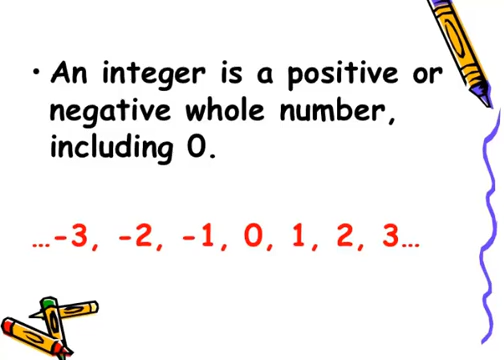 • An integer is a positive or
negative whole number,
including 0.
...-3, -2, -1, 0, 1, 2, 3...